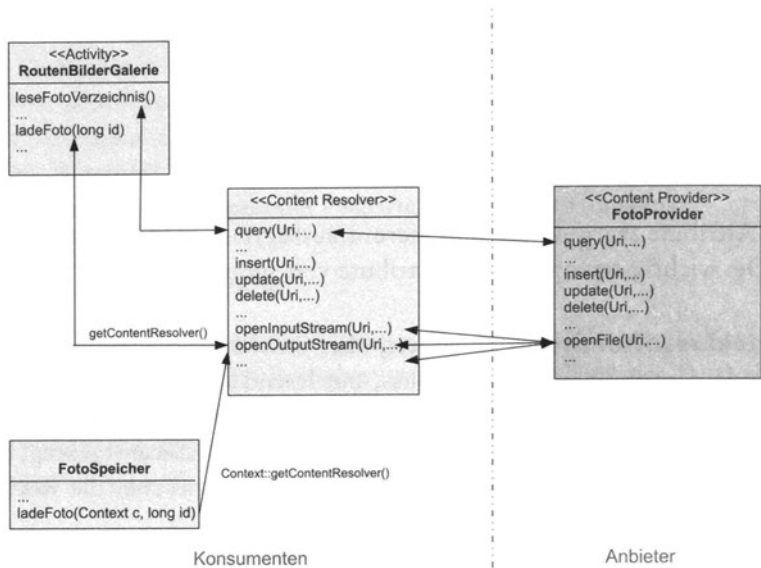 <<Activity>>
RoutenBilderGalerie
leseFotoVerzeichnis()
...
ladeFoto(long id)
...
<<Content Resolver>>
query(Uri,...)
...
insert(Uri,...)
update(Uri,...)
delete(Uri,...)
...
openInputStream(Uri,...)
openOutputStream(Uri,...)
...
<<Content Provider>>
FotoProvider
query(Uri,...)
...
insert(Uri,...)
update(Uri,...)
delete(Uri,...)
...
openFile(Uri,...)
...
getContentResolver()
FotoSpeicher
...
ladeFoto(Context c, long id)
Context::getContentResolver()
Konsumenten
Anbieter